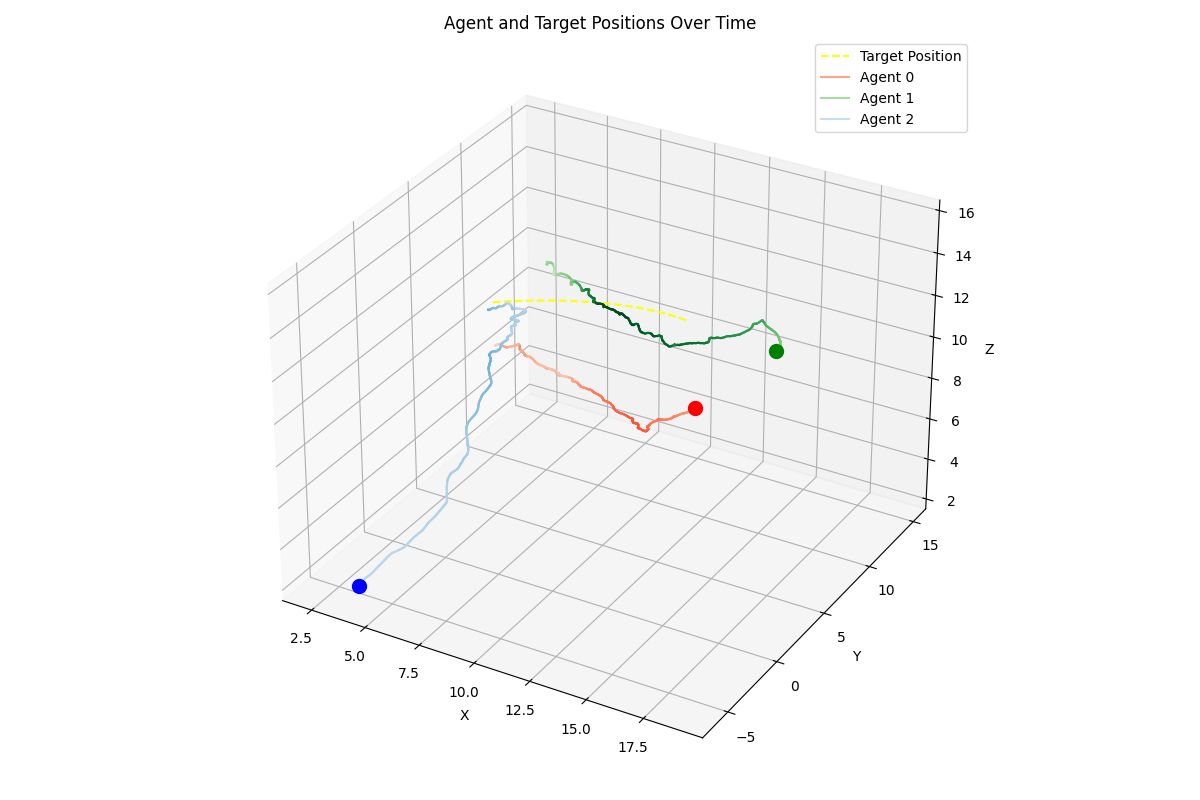 Agent and Target Positions Over Time
Target Position
Agent 0
Agent 1
Agent 2
16
14
12
10
8
6
4
2
Z
15
10
5
0
−5
Y
2.5
5.0
7.5
10.0
12.5
15.0
17.5
X